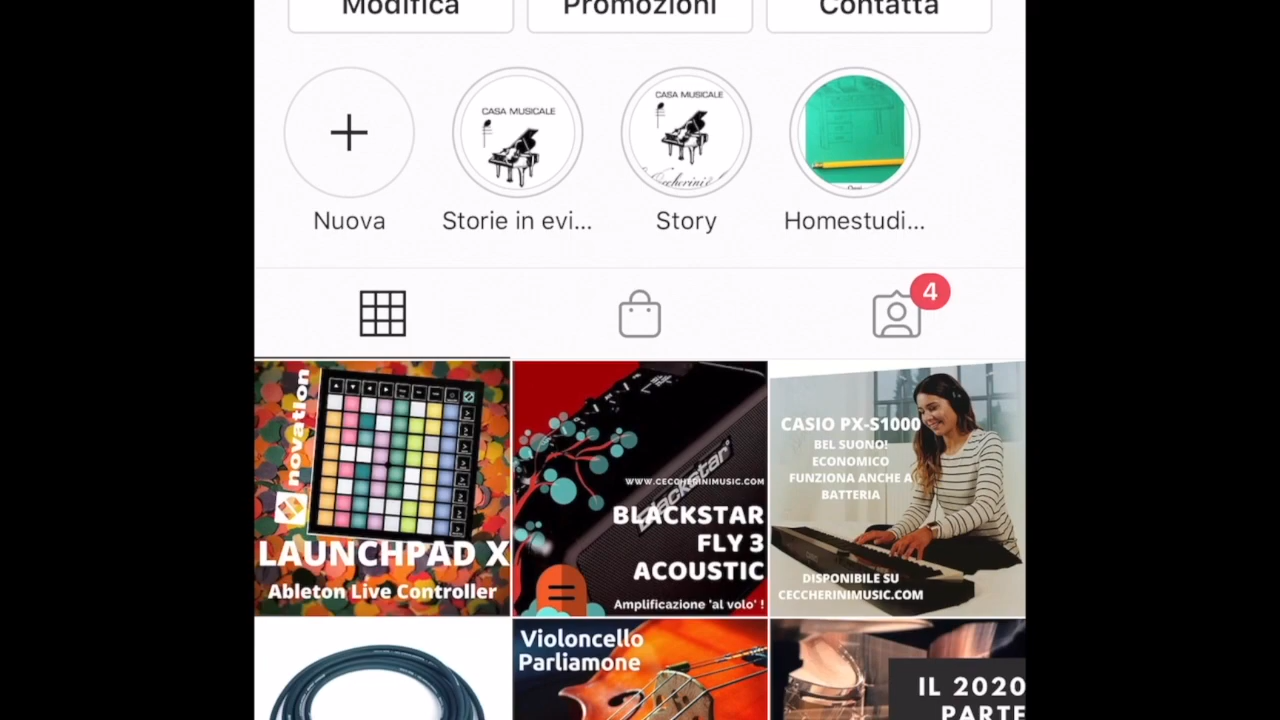 Modifica
Promozioni
Contatta
CASA MUSICALE
CASA MUSICALE
Ceccherini
Nuova
Storie in evi...
Story
Homestudi...
4
novation
LAUNCHPAD X
Ableton Live Controller
WWW.CECCHERINIMUSIC.COM
Blackstar
BLACKSTAR
FLY 3
ACOUSTIC
Amplificazione 'al volo' !
CASIO PX-S1000
BEL SUONO!
ECONOMICO
FUNZIONA ANCHE A
BATTERIA
DISPONIBILE SU
CECCHERINIMUSIC.COM
Violoncello
Parliamone
IL 2020
PARTE